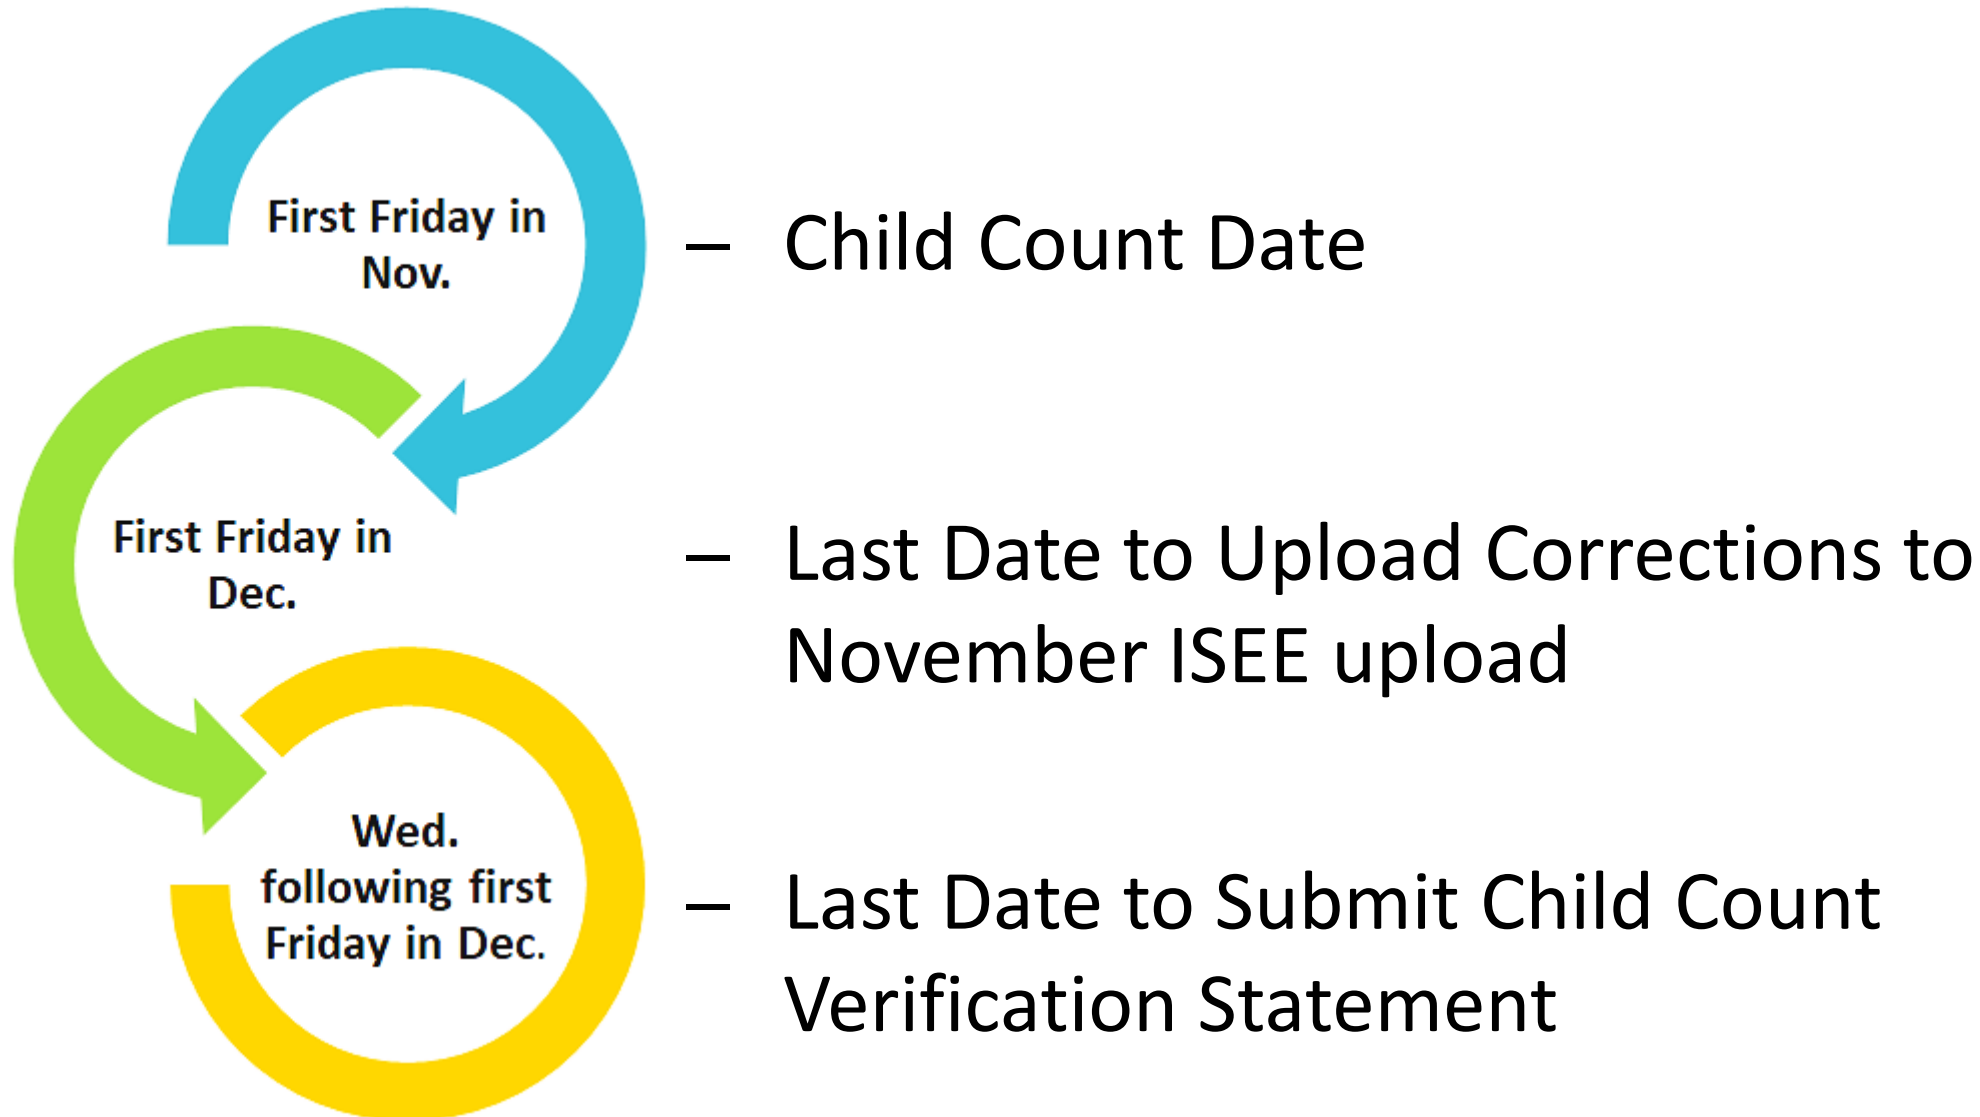 First Friday in
Nov.
– Child Count Date
First Friday in
Dec.
– Last Date to Upload Corrections to
November ISEE upload
Wed.
following first
Friday in Dec.
– Last Date to Submit Child Count
Verification Statement